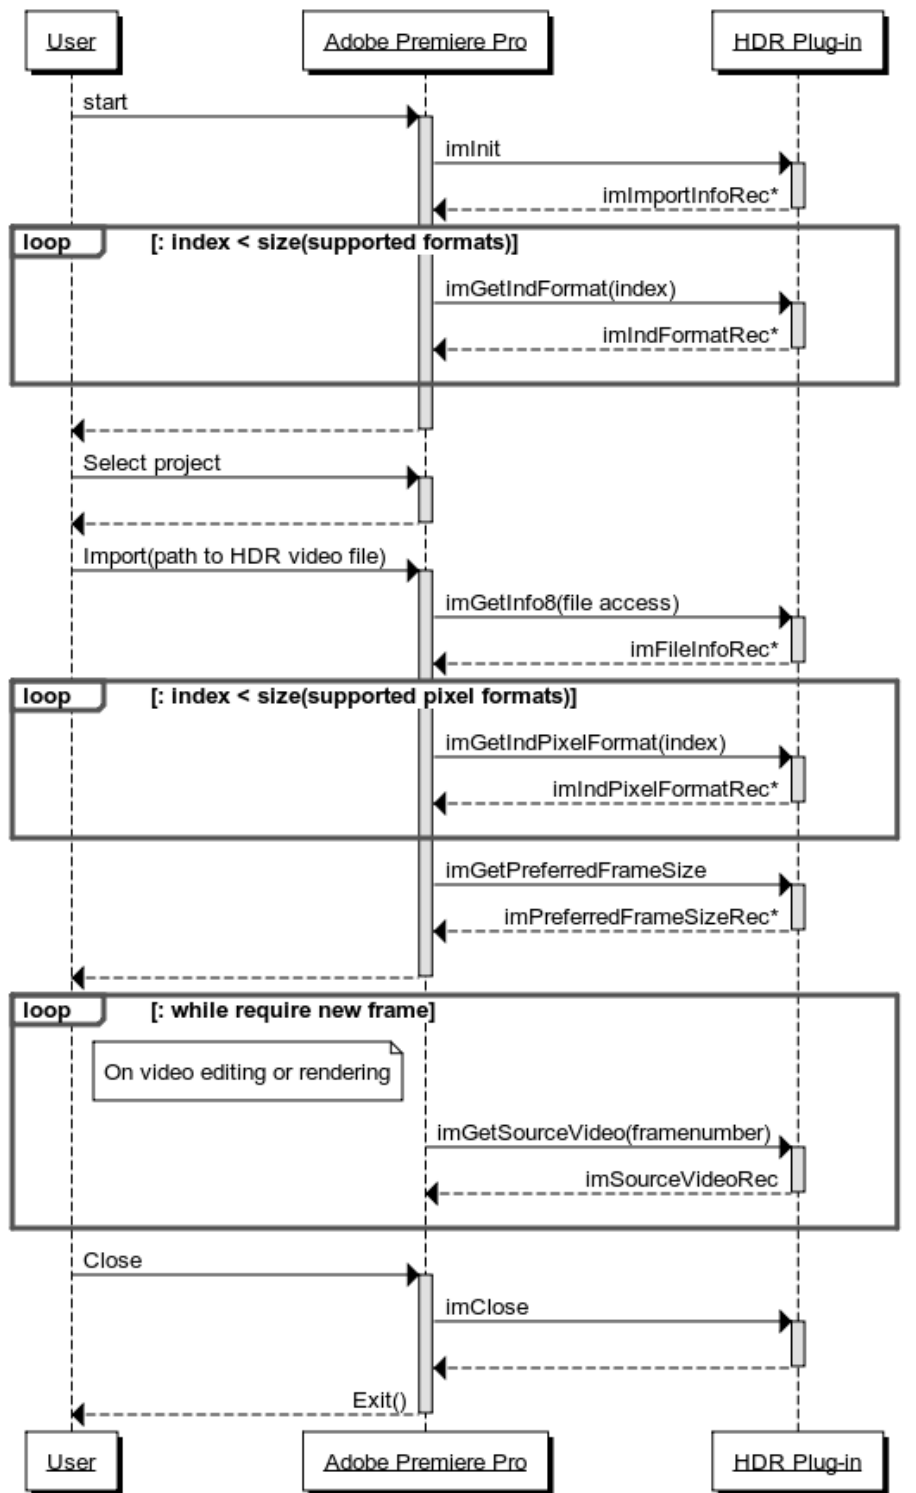 User
Adobe Premiere Pro
HDR Plug-in
start
imInit
imImportInfoRec*
loop
[: index < size(supported formats)]
imGetIndFormat(index)
imIndFormatRec*
Select project
Import(path to HDR video file)
imGetInfo8(file access)
imFileInfoRec*
loop
[: index < size(supported pixel formats)]
imGetIndPixelFormat(index)
imIndPixelFormatRec*
imGetPreferredFrameSize
imPreferredFrameSizeRec*
loop
[: while require new frame]
On video editing or rendering
imGetSourceVideo(framenumber)
imSourceVideoRec
Close
imClose
Exit()
User
Adobe Premiere Pro
HDR Plug-in